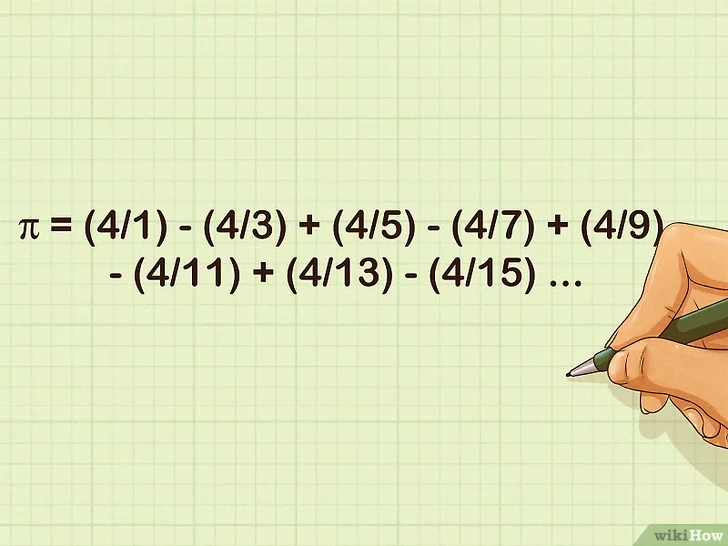 π = (4/1) - (4/3) + (4/5) - (4/7) + (4/9)
- (4/11) + (4/13) - (4/15) ...
wikiHow